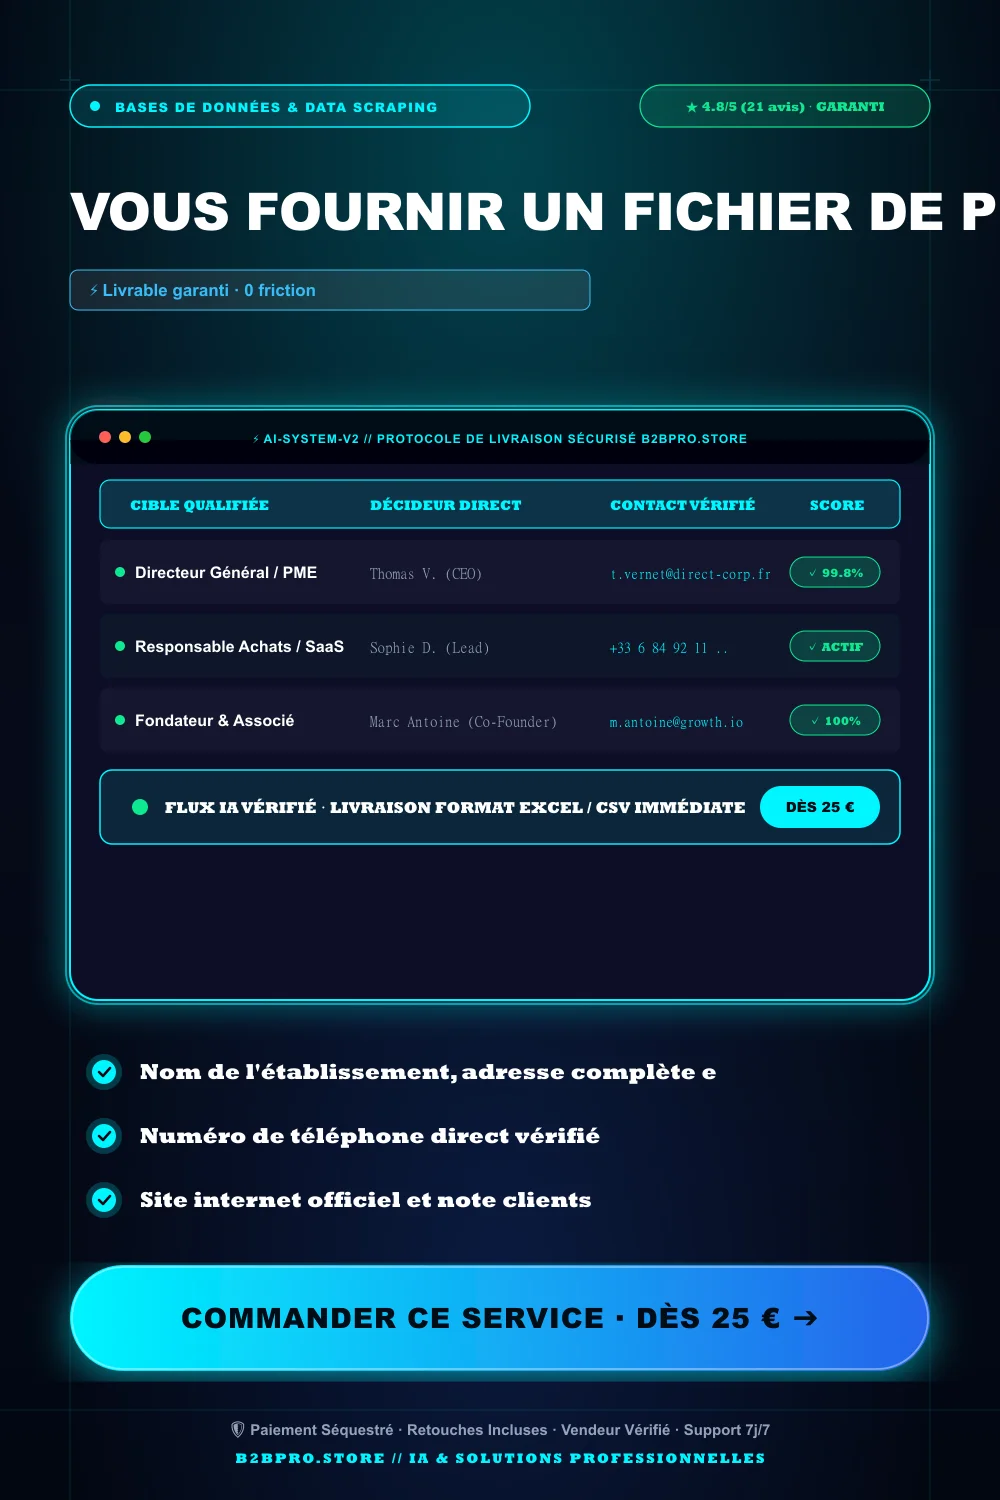 BASES DE DONNÉES & DATA SCRAPING
★ 4.8/5 (21 avis) · GARANTI
VOUS FOURNIR UN FICHIER DE P
⚡ Livrable garanti · 0 friction
⚡ AI-SYSTEM-V2 // PROTOCOLE DE LIVRAISON SÉCURISÉ B2BPRO.STORE
CIBLE QUALIFIÉE DÉCIDEUR DIRECT CONTACT VÉRIFIÉ SCORE
Directeur Général / PME Thomas V. (CEO) t.vernet@direct-corp.fr ✓ 99.8%
Responsable Achats / SaaS Sophie D. (Lead) +33 6 84 92 11 .. ✓ ACTIF
Fondateur & Associé Marc Antoine (Co-Founder) m.antoine@growth.io ✓ 100%
FLUX IA VÉRIFIÉ · LIVRAISON FORMAT EXCEL / CSV IMMÉDIATE DÈS 25 €
Nom de l'établissement, adresse complète e
Numéro de téléphone direct vérifié
Site internet officiel et note clients
COMMANDER CE SERVICE · DÈS 25 € ➔
🛡 Paiement Séquestré · Retouches Incluses · Vendeur Vérifié · Support 7j/7
B2BPRO.STORE // IA & SOLUTIONS PROFESSIONNELLES